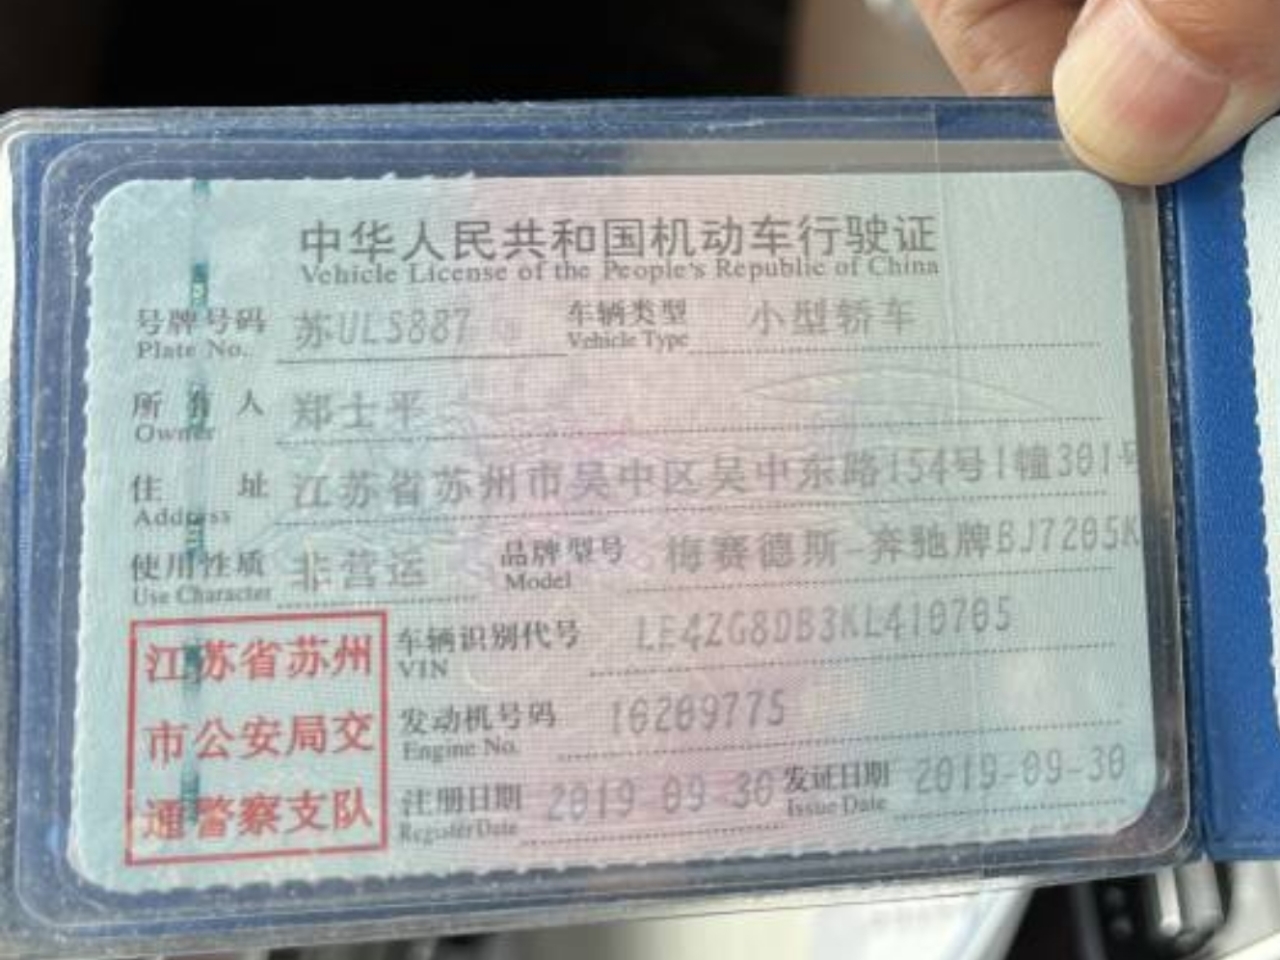 中华人民共和国机动车行驶证
Vehicle License of the People's Republic of China
号牌号码 苏UL5887 车辆类型 小型轿车
Plate No. Vehicle Type
所有人 郑士平
Owner
住址 江苏省苏州市吴中区吴中东路154号1幢301号
Address
使用性质 非营运 品牌型号 梅赛德斯-奔驰牌BJ7205K
Use Character Model
江苏省苏州
市公安局交
通警察支队
车辆识别代号 LE4ZG8DB3KL410705
VIN
发动机号码 10209775
Engine No.
注册日期 2019-09-30 发证日期 2019-09-30
Register Date Issue Date